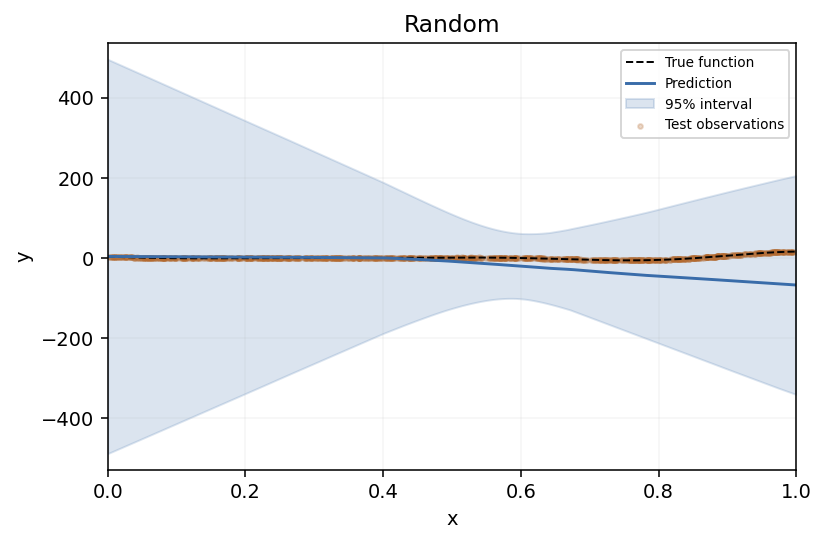 Random
True function
Prediction
95% interval
Test observations
400
200
0
−200
−400
y
0.0 0.2 0.4 0.6 0.8 1.0
x